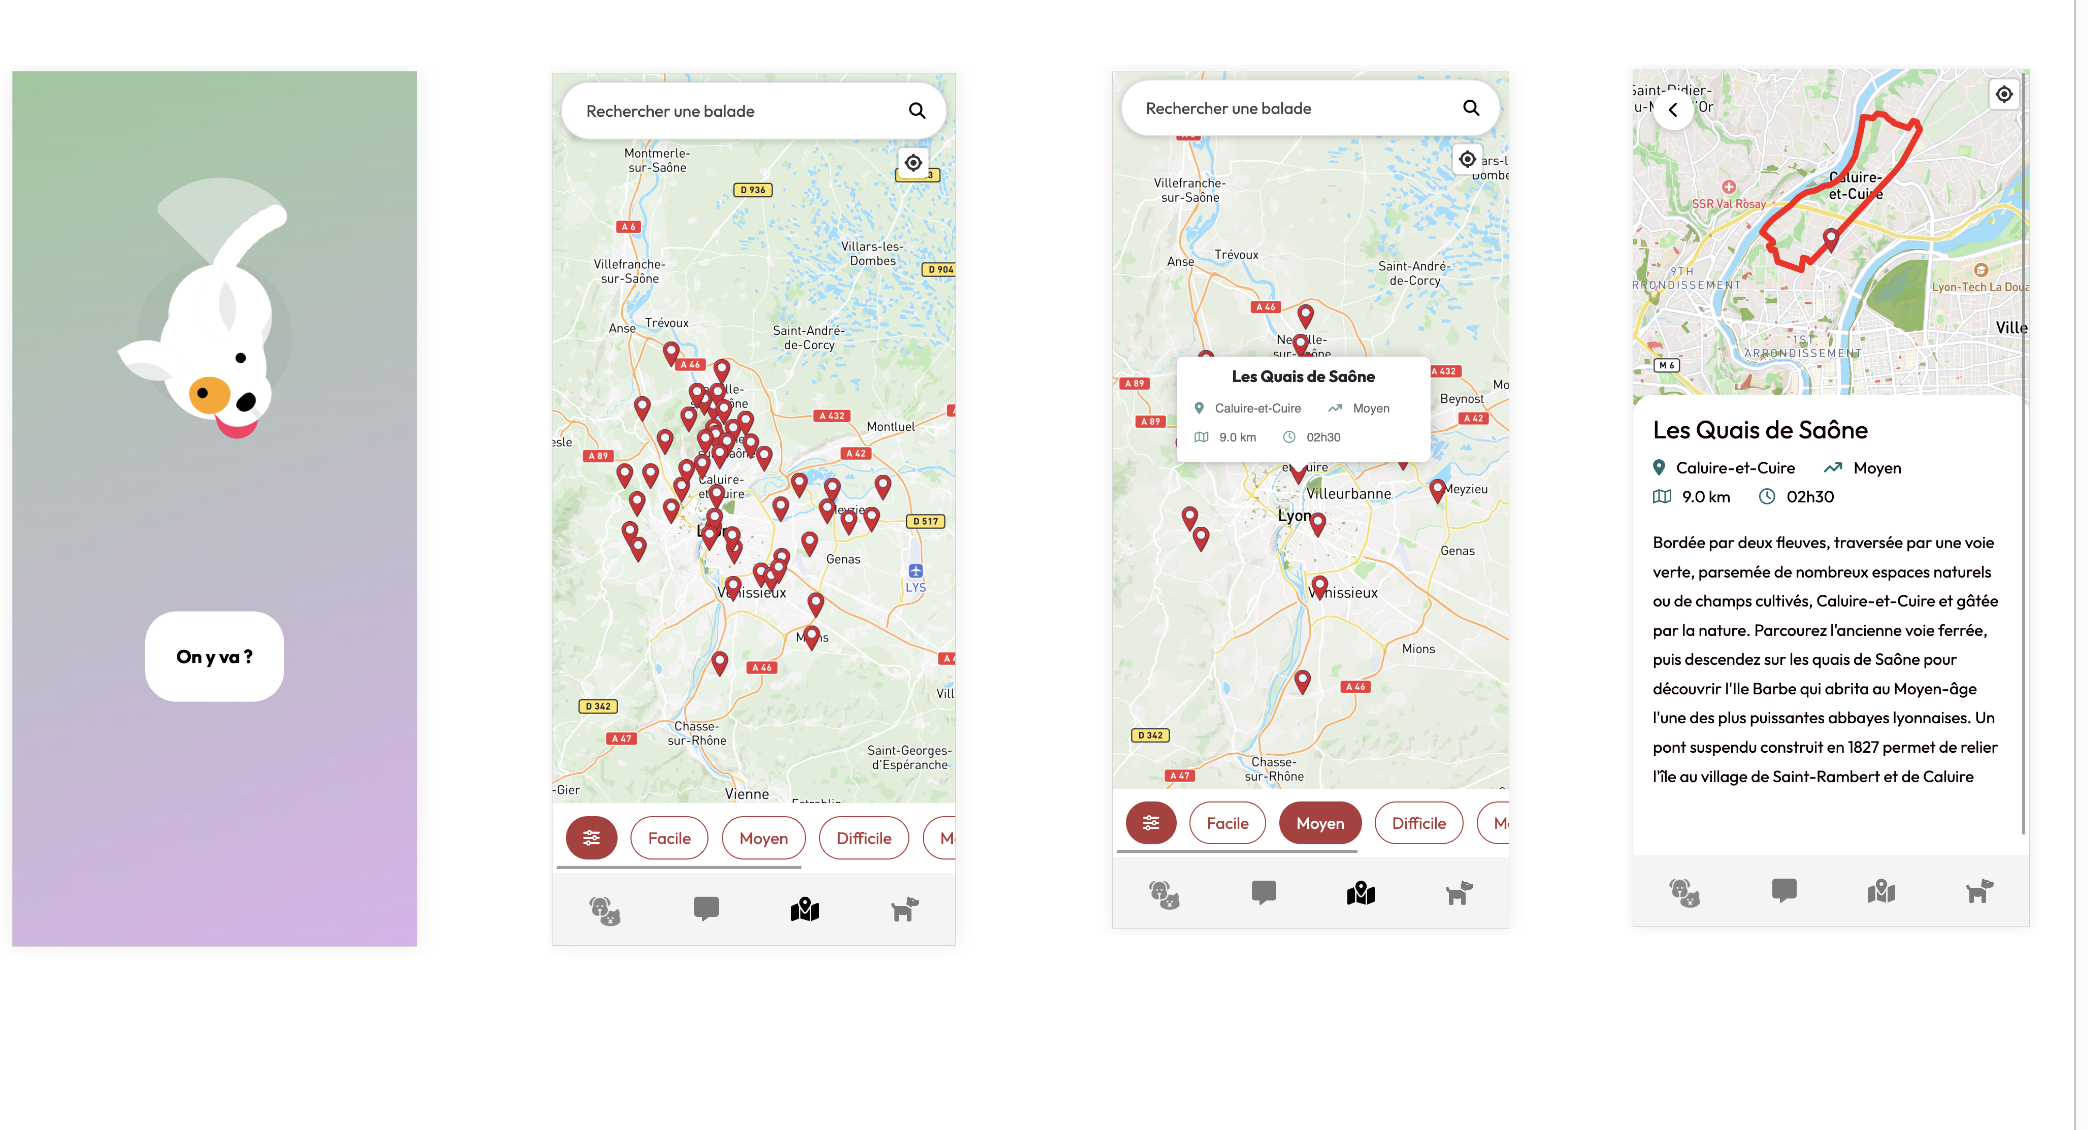 On y va ?
Rechercher une balade
Montmerle-
sur-Saône
D 936
A 6
Villars-les-
Dombes
Villefranche-
sur-Saône
D 904
Anse
Trévoux
Saint-André-
de-Corcy
A 46
A 432
Montluel
A 89
A 42
Caluire-
D 517
Genas
LYS
Vénissieux
Mions
A 46
D 342
A 47
Chasse-
sur-Rhône
Saint-Georges-
d'Espéranche
-Gier
Vienne
Facile
Moyen
Difficile
Rechercher une balade
Villefranche-
sur-Saône
Anse
Trévoux
Saint-André-
de-Corcy
A 46
A 89
A 432
Beynost
A 89
A 42
Les Quais de Saône
Caluire-et-Cuire
Moyen
9.0 km
02h30
Villeurbanne
Meyzieu
Lyon
Genas
Vénissieux
Mions
A 46
D 342
Chasse-
sur-Rhône
A 47
Facile
Moyen
Difficile
Saint-Didier-
Caluire-
et-Cuire
SSR Val Rosay
9TH
RRONDISSEMENT
Lyon-Tech La Doua
Ville
1ST
ARRONDISSEMENT
M 6
Les Quais de Saône
Caluire-et-Cuire
Moyen
9.0 km
02h30
Bordée par deux fleuves, traversée par une voie
verte, parsemée de nombreux espaces naturels
ou de champs cultivés, Caluire-et-Cuire et gâtée
par la nature. Parcourez l'ancienne voie ferrée,
puis descendez sur les quais de Saône pour
découvrir l'Ile Barbe qui abrita au Moyen-âge
l'une des plus puissantes abbayes lyonnaises. Un
pont suspendu construit en 1827 permet de relier
l'île au village de Saint-Rambert et de Caluire